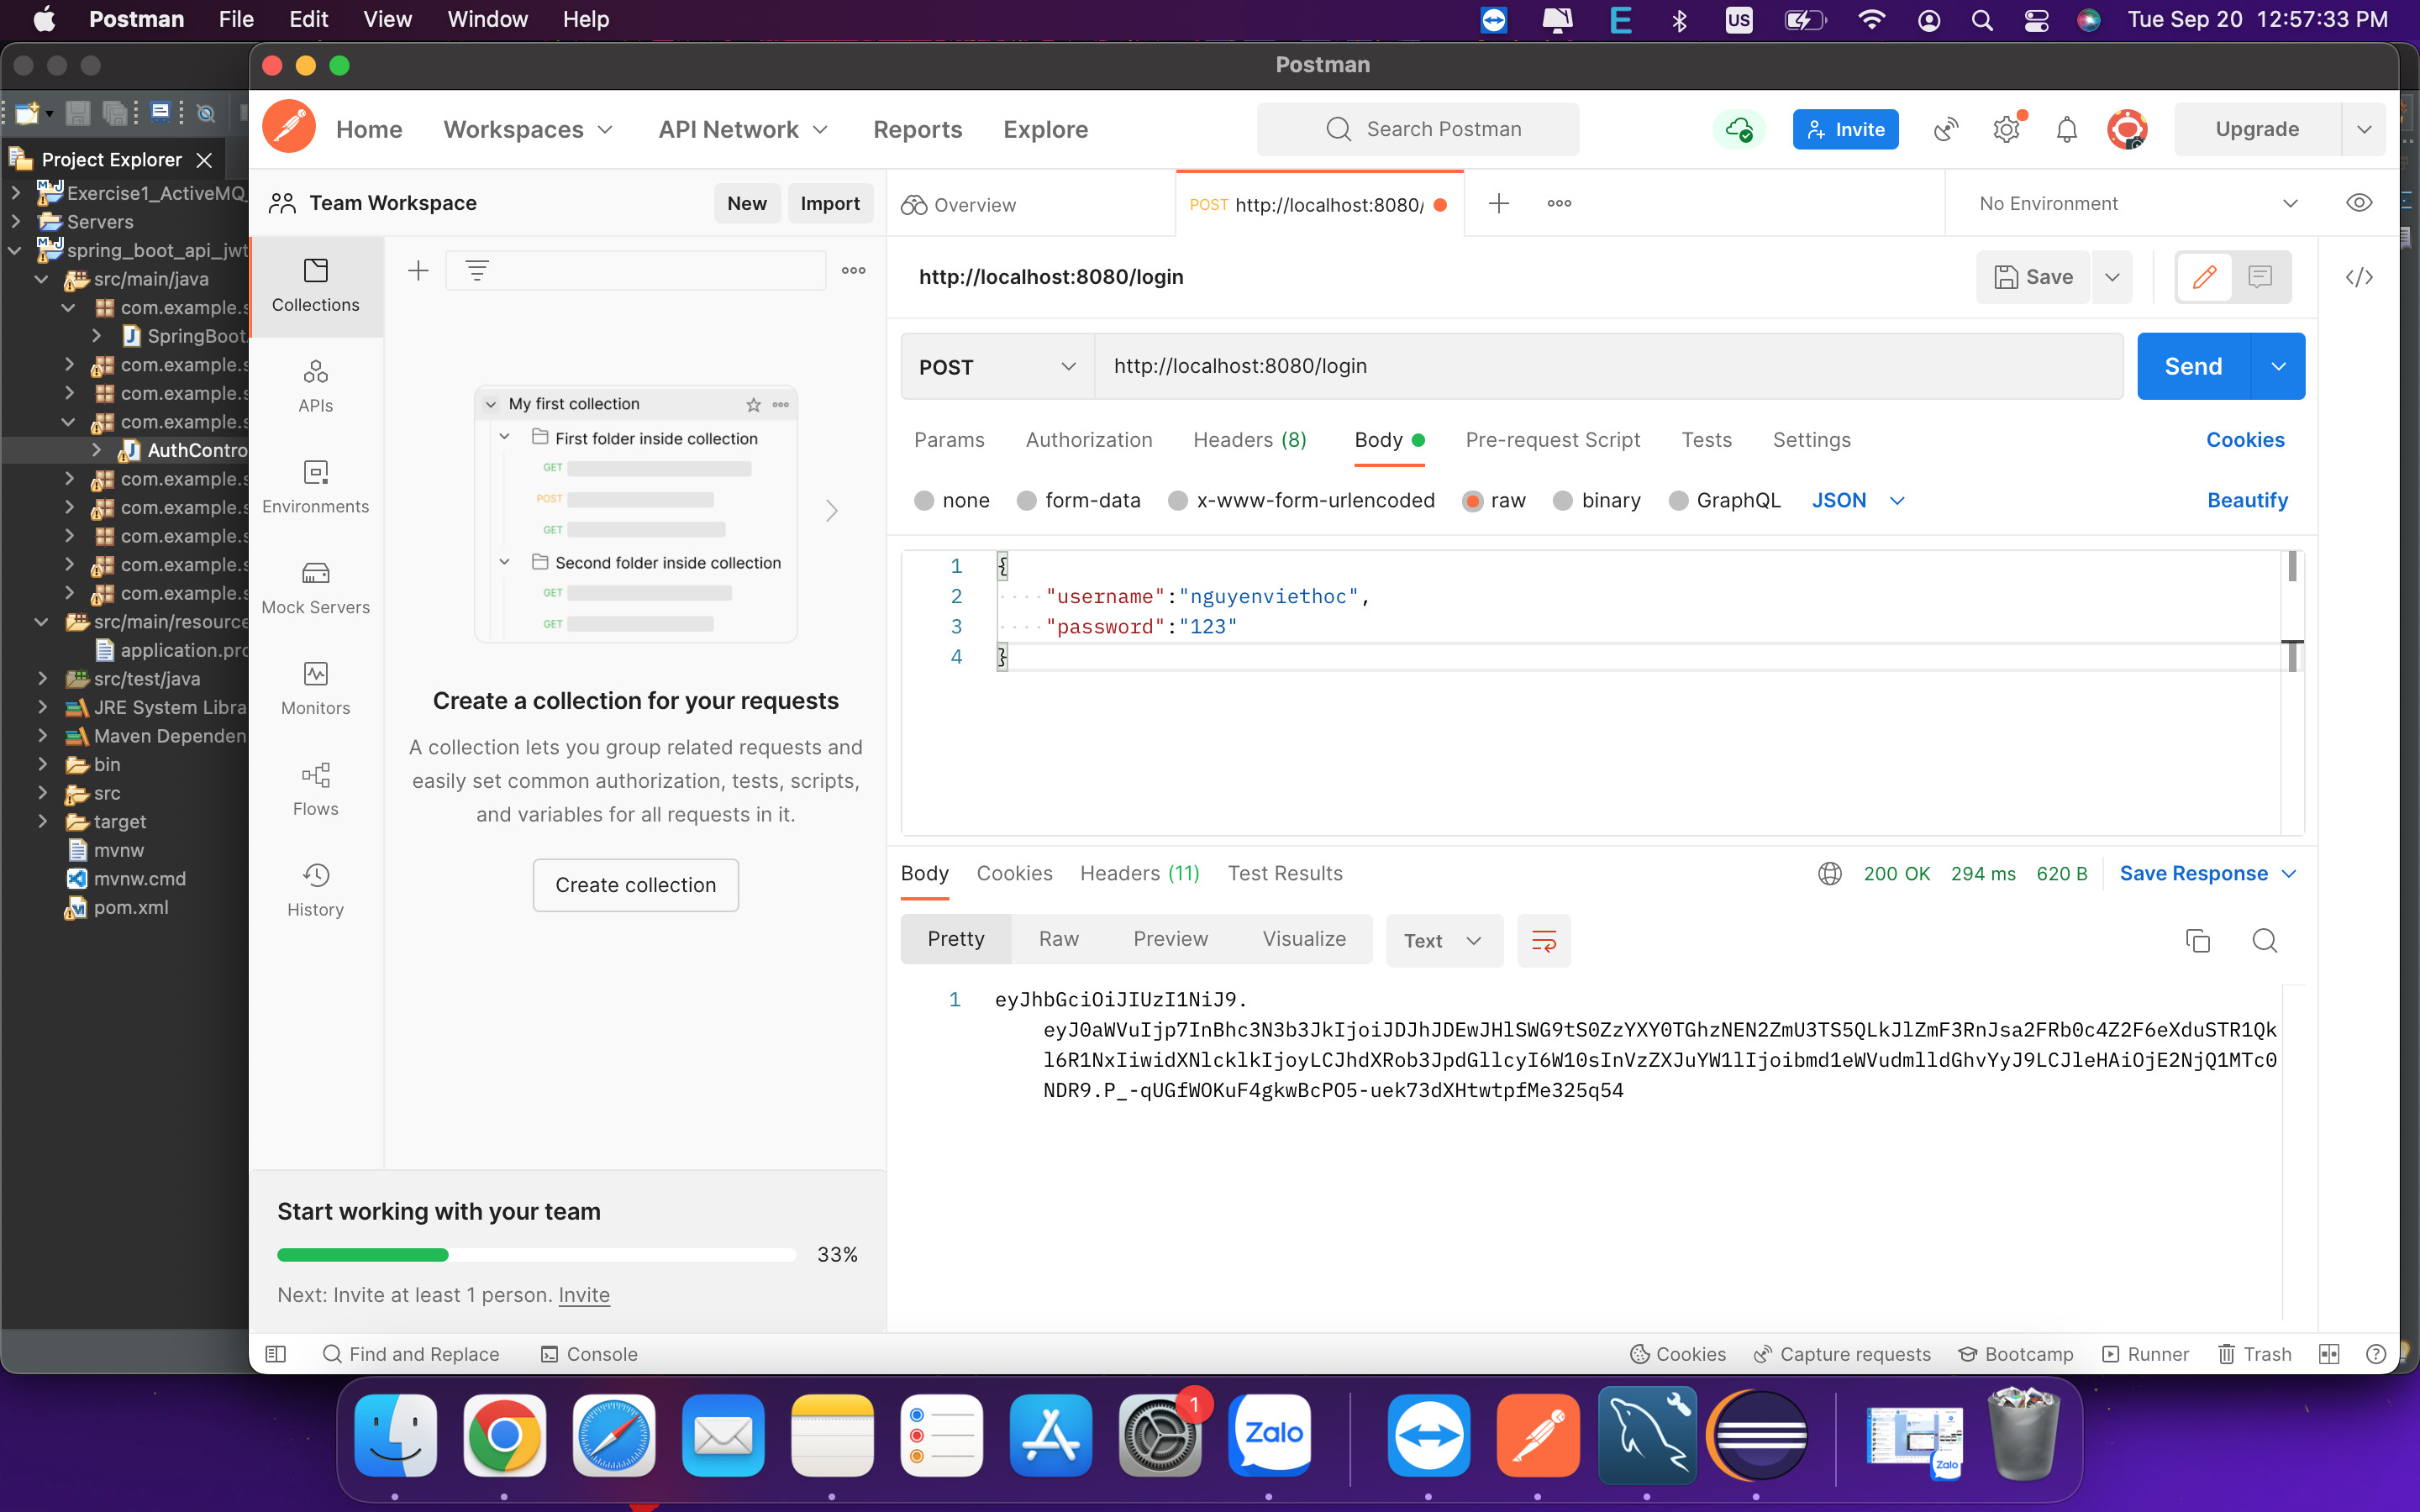 Postman File Edit View Window Help
US
Tue Sep 20 12:57:33 PM
Postman
Project Explorer
Exercise1_ActiveMQ_
Servers
spring_boot_api_jwt
src/main/java
com.example.s
SpringBoot.
com.example.s
com.example.s
com.example.s
AuthContro
com.example.s
com.example.s
com.example.s
com.example.s
com.example.s
src/main/resource
application.pro
src/test/java
JRE System Libra
Maven Dependen
bin
src
target
mvnw
mvnw.cmd
pom.xml
Home Workspaces API Network Reports Explore
Search Postman
Invite
Upgrade
Team Workspace
New Import
Overview
POST http://localhost:8080/
No Environment
Collections
APIs
Environments
Mock Servers
Monitors
Flows
History
My first collection
First folder inside collection
GET
POST
GET
Second folder inside collection
GET
GET
Create a collection for your requests
A collection lets you group related requests and
easily set common authorization, tests, scripts,
and variables for all requests in it.
Create collection
Start working with your team
33%
Next: Invite at least 1 person. Invite
http://localhost:8080/login
Save
</>
POST http://localhost:8080/login
Send
Params Authorization Headers (8) Body Pre-request Script Tests Settings
Cookies
none form-data x-www-form-urlencoded raw binary GraphQL JSON
Beautify
1 {
2 "username":"nguyenviethoc",
3 "password":"123"
4 }
Body Cookies Headers (11) Test Results
200 OK 294 ms 620 B Save Response
Pretty Raw Preview Visualize Text
1 eyJhbGciOiJIUzI1NiJ9.
eyJ0aWVuIjp7InBhc3N3b3JkIjoiJDJhJDEwJHlSWG9tS0ZzYXY0TGhzNEN2ZmU3TS5QLkJlZmF3RnJsa2FRb0c4Z2F6eXduSTR1Qk
l6R1NxIiwidXNlcklkIjoyLCJhdXRob3JpdGllcyI6W10sInVzZXJuYW1lIjoibmd1eWVudmlldGhvYyJ9LCJleHAiOjE2NjQ1MTc0
NDR9.P_-qUGfWOKuF4gkwBcPO5-uek73dXHtwtpfMe325q54
Find and Replace Console
Cookies Capture requests Bootcamp Runner Trash
1
Zalo
Zalo